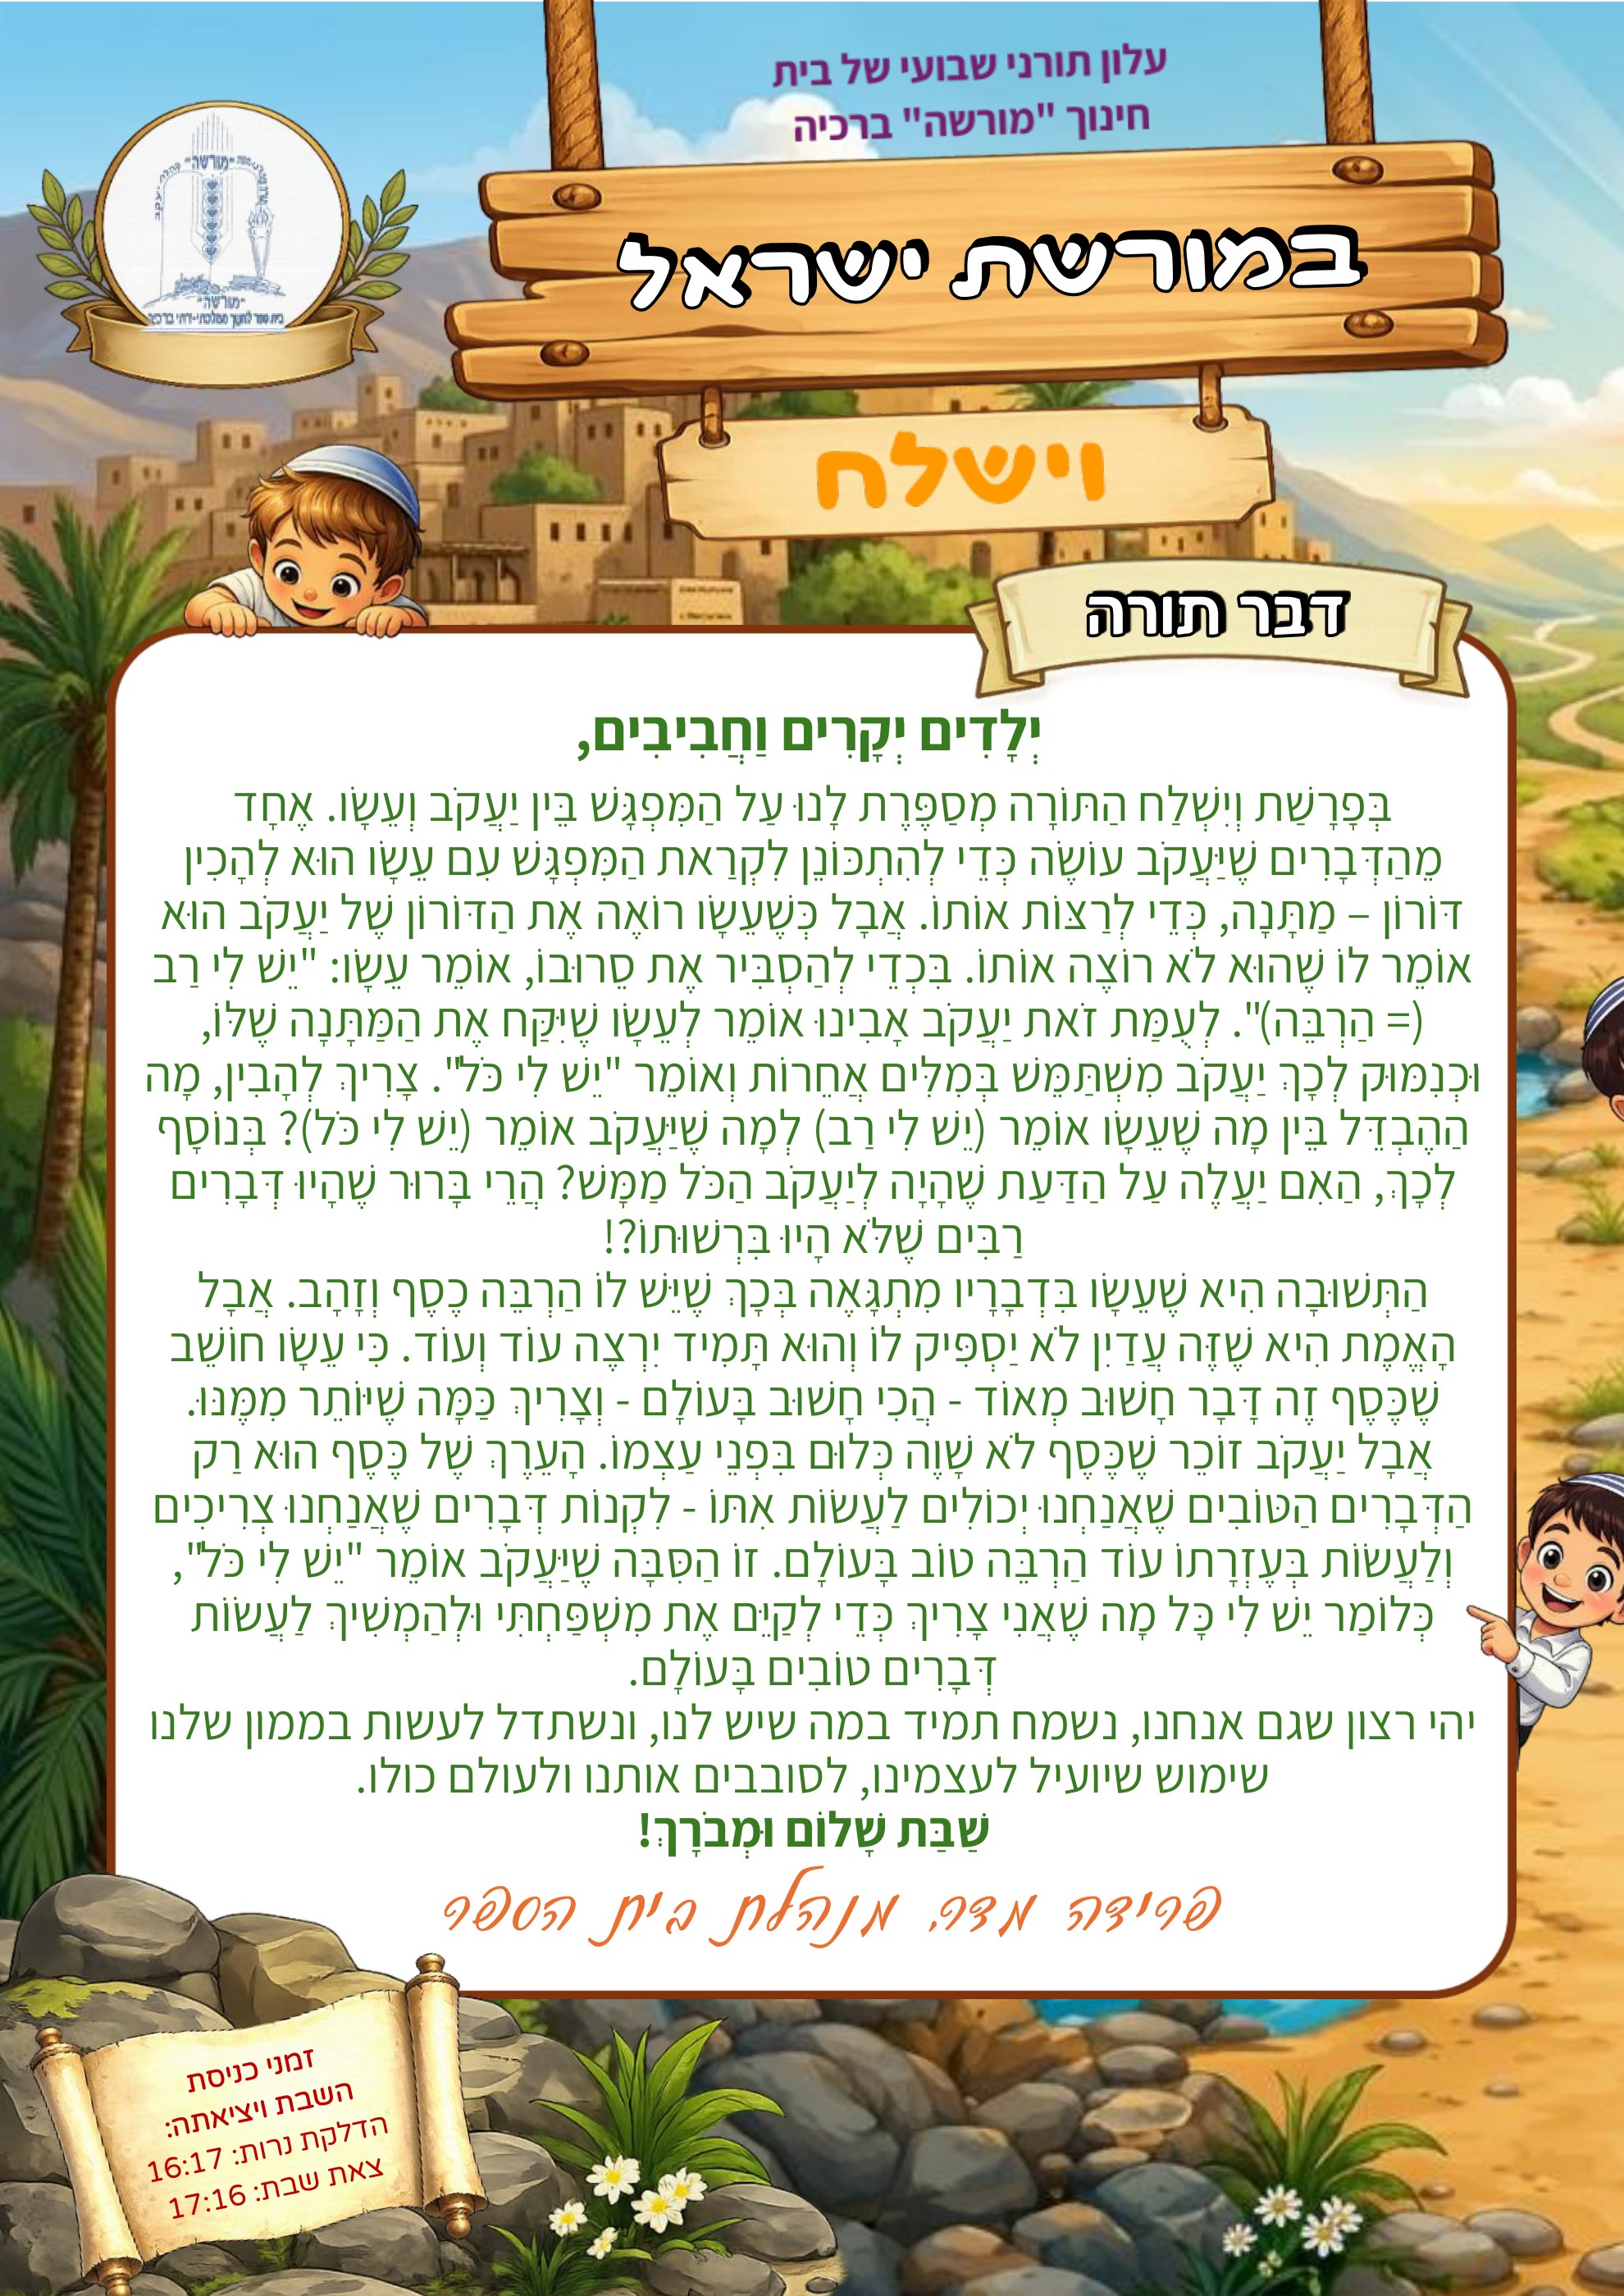 עלון תורני שבועי של בית
חינוך "מורשה" ברכיה
"מורשה"
"מורשה"
במורשת ישראל
וישלח
דבר תורה
יְלָדִים יְקָרִים וַחֲבִיבִים,
בְּפָרָשַׁת וְיִשְׁלַח הַתּוֹרָה מְסַפֶּרֶת לָנוּ עַל הַמִּפְגָּשׁ בֵּין יַעֲקֹב וְעֵשָׂו. אֶחָד
מֵהַדְּבָרִים שֶׁיַּעֲקֹב עוֹשֶׂה כְּדֵי לְהִתְכּוֹנֵן לִקְרַאת הַמִּפְגָּשׁ עִם עֵשָׂו הוּא לְהָכִין
דּוֹרוֹן – מַתָּנָה, כְּדֵי לְרַצּוֹת אוֹתוֹ. אֲבָל כְּשֶׁעֵשָׂו רוֹאֶה אֶת הַדּוֹרוֹן שֶׁל יַעֲקֹב הוּא
אוֹמֵר לוֹ שֶׁהוּא לֹא רוֹצֶה אוֹתוֹ. בִּכְדֵי לְהַסְבִּיר אֶת סֵרוּבוֹ, אוֹמֵר עֵשָׂו: "יֵשׁ לִי רַב
(= הַרְבֵּה)". לְעֻמַּת זֹאת יַעֲקֹב אָבִינוּ אוֹמֵר לְעֵשָׂו שֶׁיִּקַּח אֶת הַמַּתָּנָה שֶׁלּוֹ,
וּכְנִמּוּק לְכָךְ יַעֲקֹב מִשְׁתַּמֵּשׁ בְּמִלִּים אֲחֵרוֹת וְאוֹמֵר "יֵשׁ לִי כֹּל". צָרִיךְ לְהָבִין, מָה
הַהֶבְדֵּל בֵּין מָה שֶׁעֵשָׂו אוֹמֵר (יֵשׁ לִי רַב) לְמָה שֶׁיַּעֲקֹב אוֹמֵר (יֵשׁ לִי כֹּל)? בְּנוֹסָף
לְכָךְ, הַאִם יַעֲלֶה עַל הַדַּעַת שֶׁהָיָה לְיַעֲקֹב הַכֹּל מַמָּשׁ? הֲרֵי בָּרוּר שֶׁהָיוּ דְּבָרִים
רַבִּים שֶׁלֹּא הָיוּ בִּרְשׁוּתוֹ?!
הַתְּשׁוּבָה הִיא שֶׁעֵשָׂו בִּדְבָרָיו מִתְגָּאֶה בְּכָךְ שֶׁיֵּשׁ לוֹ הַרְבֵּה כֶּסֶף וְזָהָב. אֲבָל
הָאֱמֶת הִיא שֶׁזֶּה עֲדַיִן לֹא יַסְפִּיק לוֹ וְהוּא תָּמִיד יִרְצֶה עוֹד וְעוֹד. כִּי עֵשָׂו חוֹשֵׁב
שֶׁכֶּסֶף זֶה דָּבָר חָשׁוּב מְאוֹד - הֲכִי חָשׁוּב בָּעוֹלָם - וְצָרִיךְ כַּמָּה שֶׁיּוֹתֵר מִמֶּנּוּ.
אֲבָל יַעֲקֹב זוֹכֵר שֶׁכֶּסֶף לֹא שָׁוֶה כְּלוּם בִּפְנֵי עַצְמוֹ. הָעֵרֶךְ שֶׁל כֶּסֶף הוּא רַק
הַדְּבָרִים הַטּוֹבִים שֶׁאֲנַחְנוּ יְכוֹלִים לַעֲשׂוֹת אִתּוֹ - לִקְנוֹת דְּבָרִים שֶׁאֲנַחְנוּ צְרִיכִים
וְלַעֲשׂוֹת בְּעֶזְרָתוֹ עוֹד הַרְבֵּה טוֹב בָּעוֹלָם. זוֹ הַסִּבָּה שֶׁיַּעֲקֹב אוֹמֵר "יֵשׁ לִי כֹּל",
כְּלוֹמַר יֵשׁ לִי כָּל מָה שֶׁאֲנִי צָרִיךְ כְּדֵי לְקַיֵּם אֶת מִשְׁפַּחְתִּי וּלְהַמְשִׁיךְ לַעֲשׂוֹת
דְּבָרִים טוֹבִים בָּעוֹלָם.
יהי רצון שגם אנחנו, נשמח תמיד במה שיש לנו, ונשתדל לעשות בממון שלנו
שימוש שיועיל לעצמינו, לסובבים אותנו ולעולם כולו.
שַׁבַּת שָׁלוֹם וּמְבֹרָךְ!
פרידה מדר, מנהלת בית הספר
זמני כניסת
השבת ויציאתה:
הדלקת נרות: 16:17
צאת שבת: 17:16